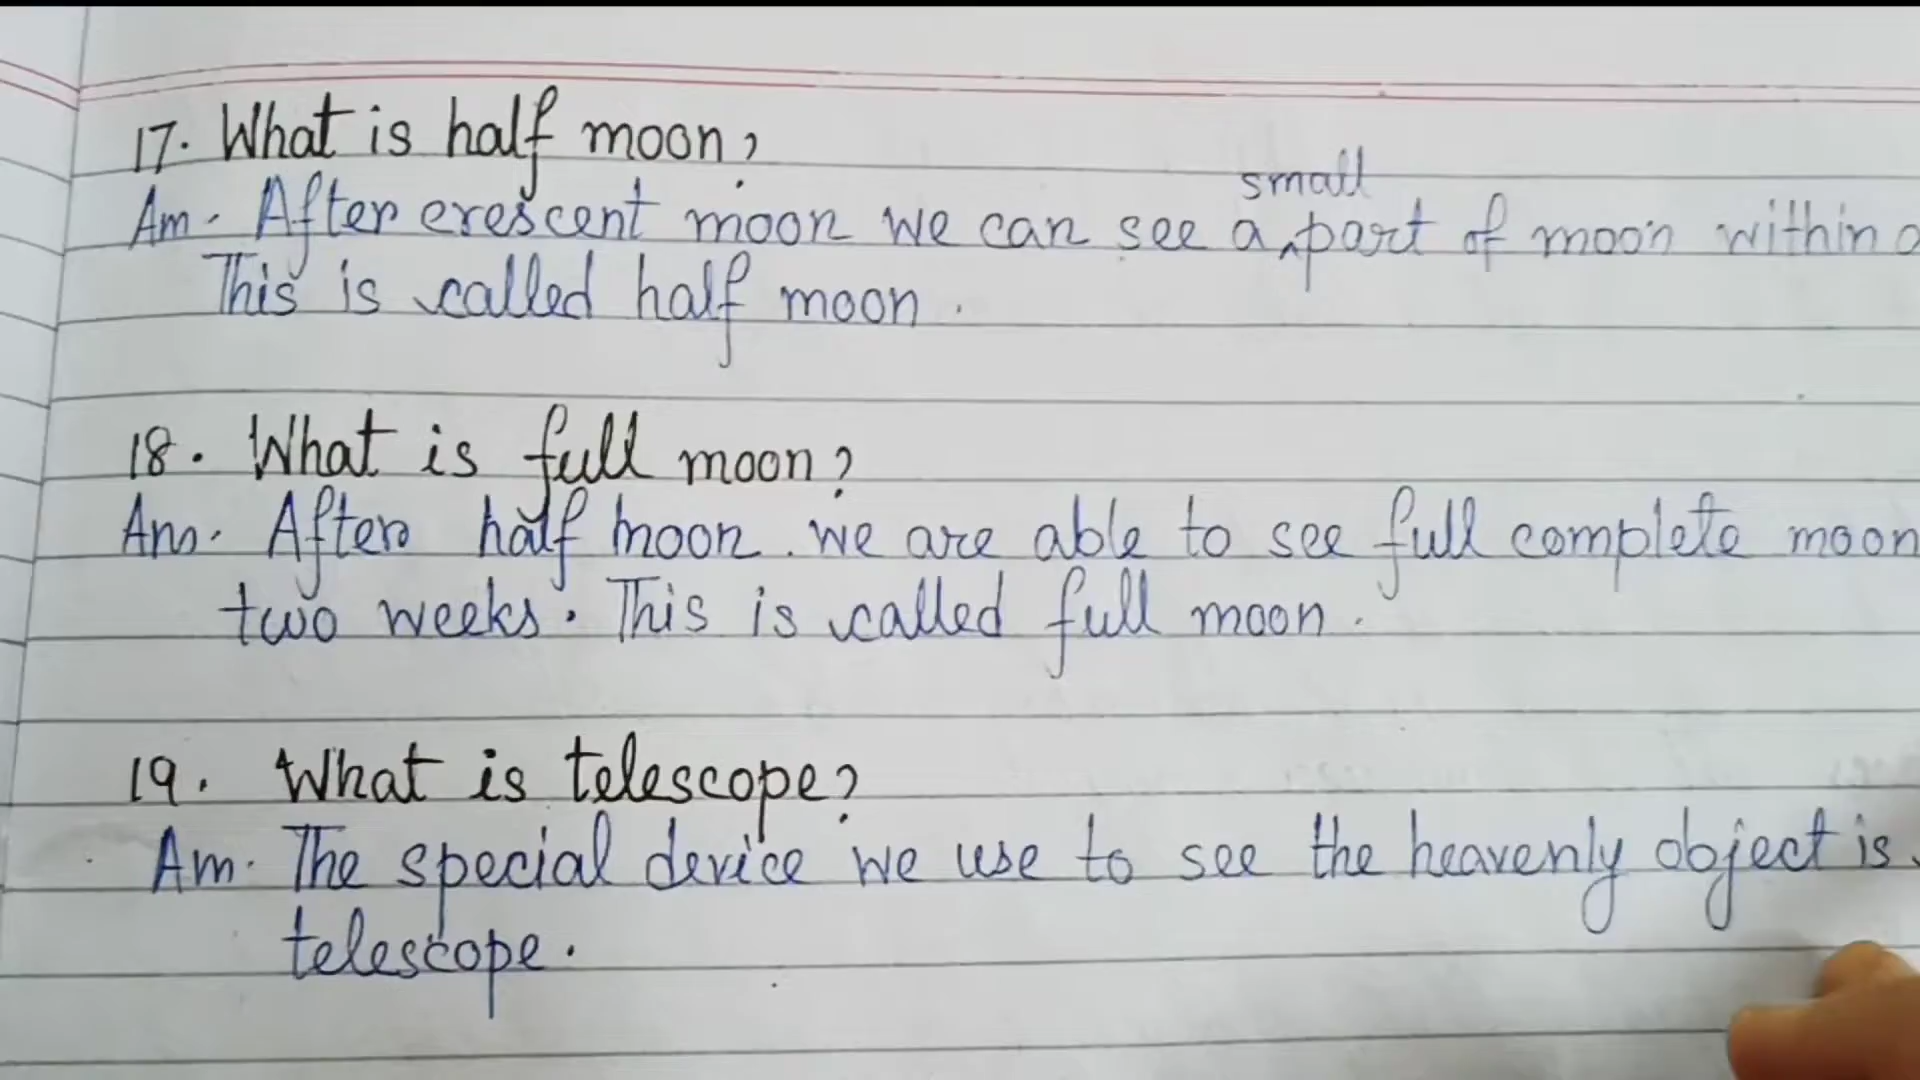 17. What is half moon?
small
Ans. After crescent moon we can see a part of moon within
This is called half moon.
18. What is full moon?
Ans. After half moon we are able to see full complete moon
two weeks. This is called full moon.
19. What is telescope?
Ans. The special device we use to see the heavenly object is
telescope.